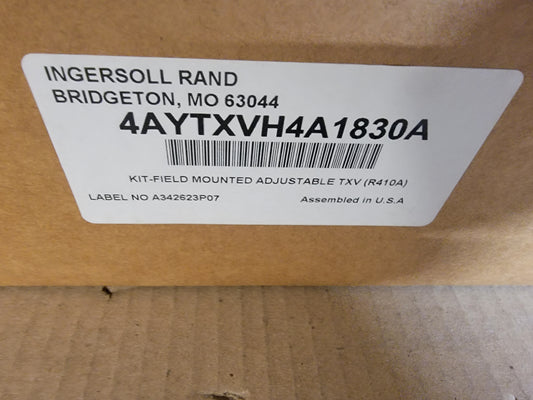 INGERSOLL RAND
BRIDGETON, MO 63044
4AYTXVH4A1830A
KIT-FIELD MOUNTED ADJUSTABLE TXV (R410A)
LABEL NO A342623P07 Assembled in U.S.A